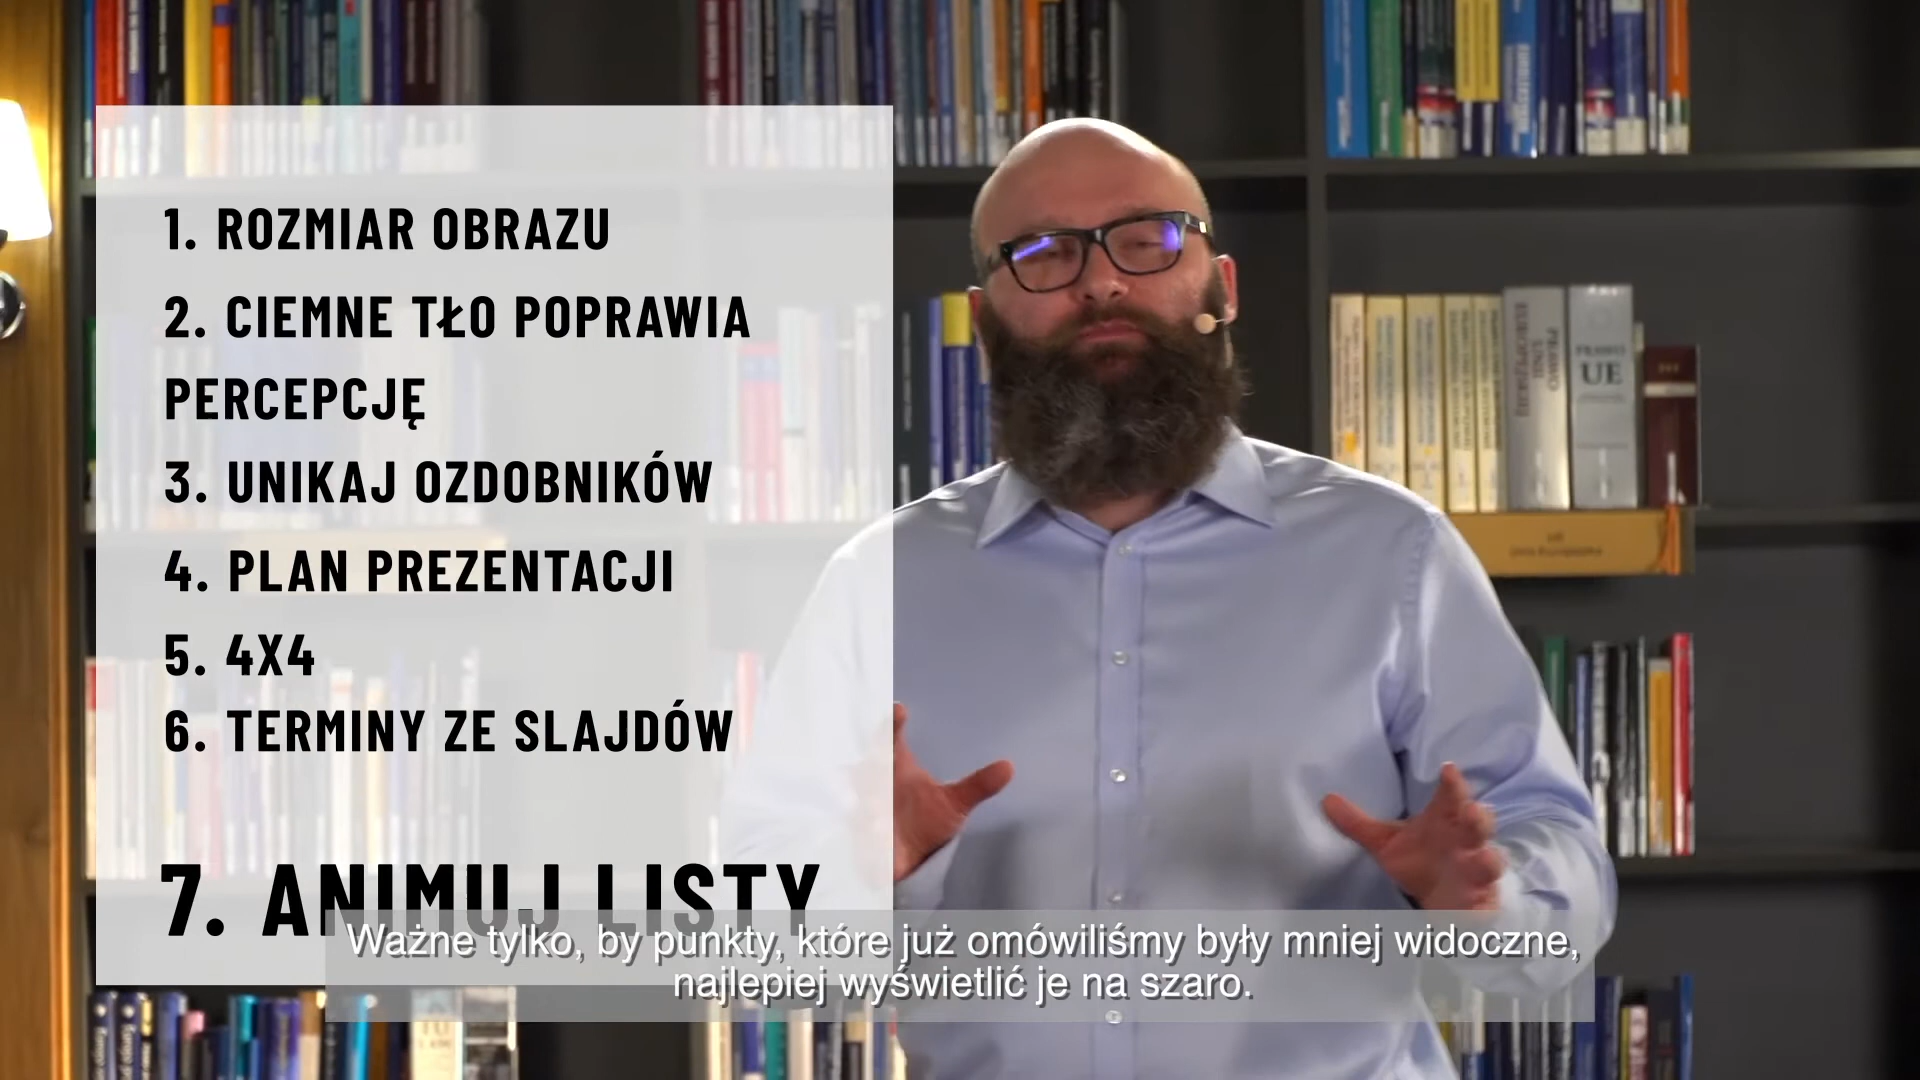 1. ROZMIAR OBRAZU
2. CIEMNE TŁO POPRAWIA
PERCEPCJĘ
3. UNIKAJ OZDOBNIKÓW
4. PLAN PREZENTACJI
5. 4X4
6. TERMINY ZE SLAJDÓW
7. ANIMUJ LISTY
Ważne tylko, by punkty, które już omówiliśmy były mniej widoczne,
najlepiej wyświetlić je na szaro.
PRAWO
UE